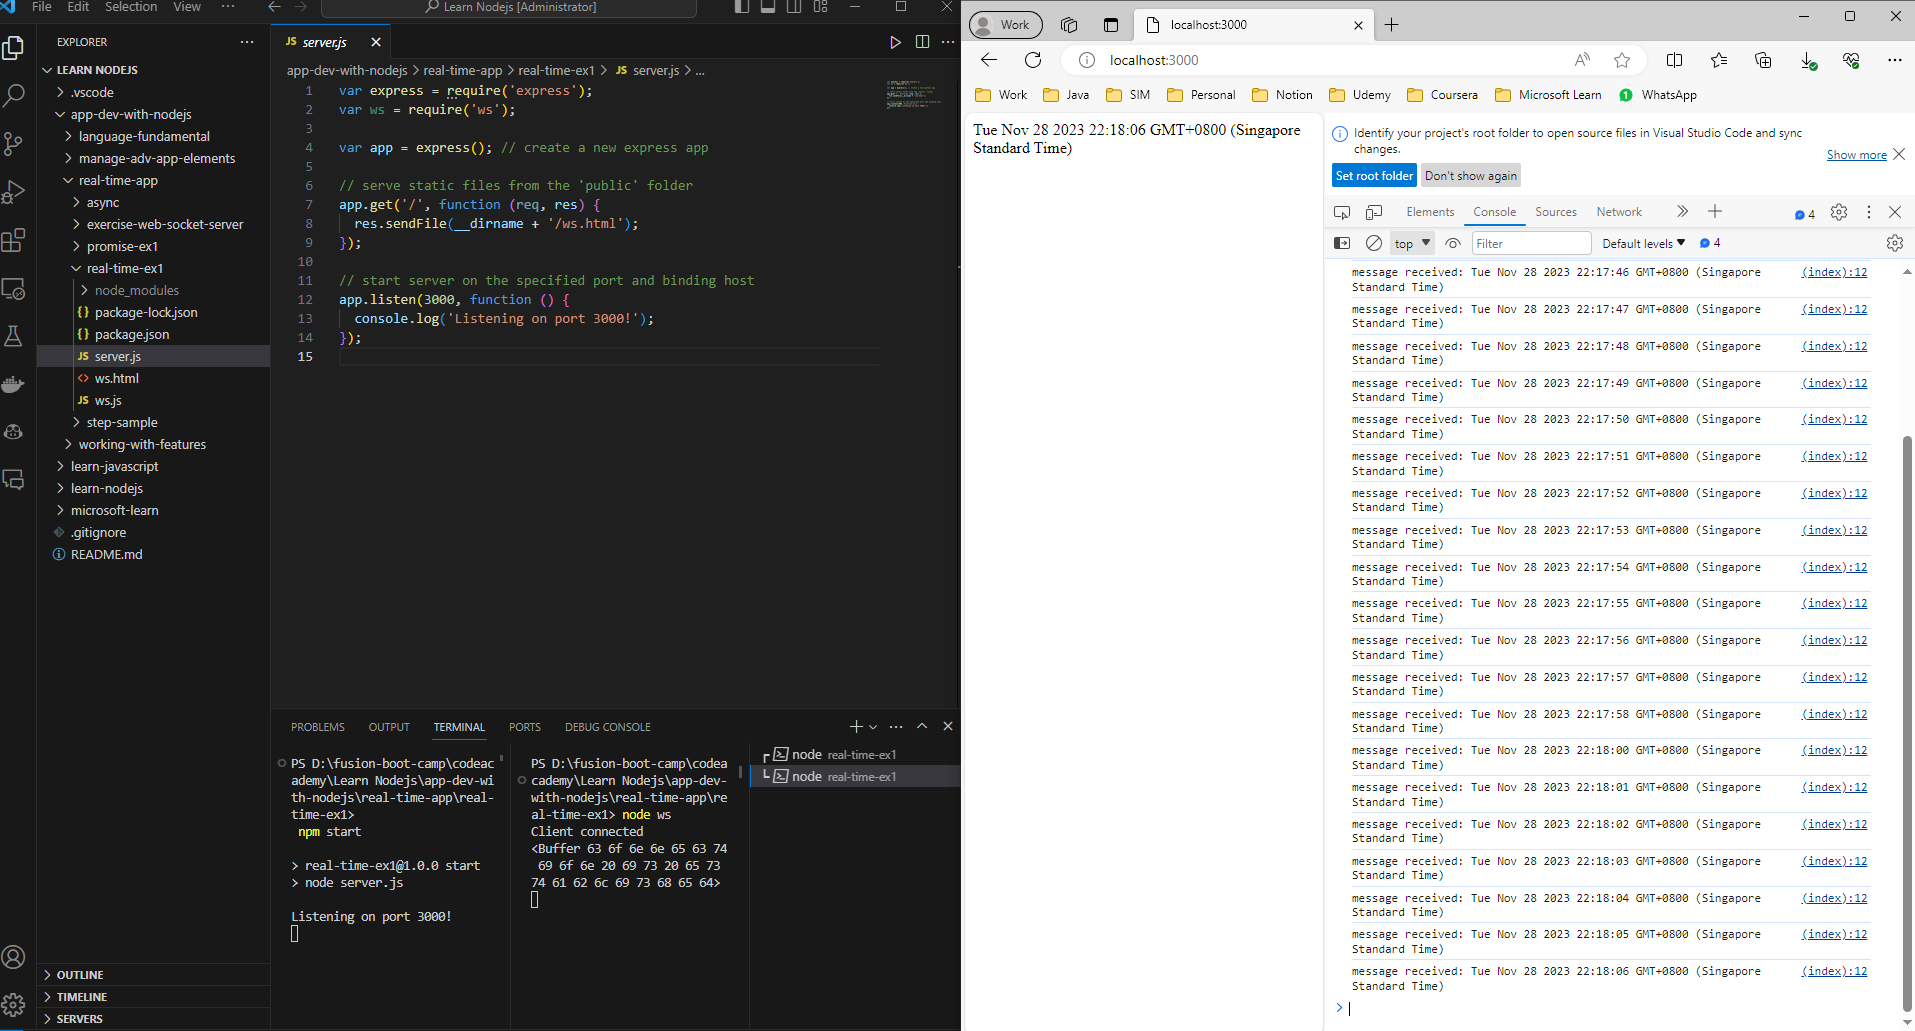 File Edit Selection View ···
Learn Nodejs [Administrator]
EXPLORER ···
LEARN NODEJS
.vscode
app-dev-with-nodejs
language-fundamental
manage-adv-app-elements
real-time-app
async
exercise-web-socket-server
promise-ex1
real-time-ex1
node_modules
{} package-lock.json
{} package.json
JS server.js
<> ws.html
JS ws.js
step-sample
working-with-features
learn-javascript
learn-nodejs
microsoft-learn
.gitignore
README.md
OUTLINE
TIMELINE
SERVERS
JS server.js
app-dev-with-nodejs > real-time-app > real-time-ex1 > JS server.js > ...
1 var express = require('express');
2 var ws = require('ws');
3
4 var app = express(); // create a new express app
5
6 // serve static files from the 'public' folder
7 app.get('/', function (req, res) {
8 res.sendFile(__dirname + '/ws.html');
9 });
10
11 // start server on the specified port and binding host
12 app.listen(3000, function () {
13 console.log('Listening on port 3000!');
14 });
15
PROBLEMS OUTPUT TERMINAL PORTS DEBUG CONSOLE
PS D:\fusion-boot-camp\codeac
ademy\Learn Nodejs\app-dev-wi
th-nodejs\real-time-app\real-
time-ex1>
npm start
> real-time-ex1@1.0.0 start
> node server.js
Listening on port 3000!
PS D:\fusion-boot-camp\codea
cademy\Learn Nodejs\app-dev-
with-nodejs\real-time-app\re
al-time-ex1> node ws
Client connected
<Buffer 63 6f 6e 6e 65 63 74
69 6f 6e 20 69 73 20 65 73
74 61 62 6c 69 73 68 65 64>
node real-time-ex1
node real-time-ex1
Work
localhost:3000
localhost:3000
Work Java SIM Personal Notion Udemy Coursera Microsoft Learn WhatsApp
Tue Nov 28 2023 22:18:06 GMT+0800 (Singapore
Standard Time)
Identify your project's root folder to open source files in Visual Studio Code and sync
changes.
Show more
Set root folder Don't show again
Elements Console Sources Network 4
top Filter Default levels 4
message received: Tue Nov 28 2023 22:17:46 GMT+0800 (Singapore (index):12
Standard Time)
message received: Tue Nov 28 2023 22:17:47 GMT+0800 (Singapore (index):12
Standard Time)
message received: Tue Nov 28 2023 22:17:48 GMT+0800 (Singapore (index):12
Standard Time)
message received: Tue Nov 28 2023 22:17:49 GMT+0800 (Singapore (index):12
Standard Time)
message received: Tue Nov 28 2023 22:17:50 GMT+0800 (Singapore (index):12
Standard Time)
message received: Tue Nov 28 2023 22:17:51 GMT+0800 (Singapore (index):12
Standard Time)
message received: Tue Nov 28 2023 22:17:52 GMT+0800 (Singapore (index):12
Standard Time)
message received: Tue Nov 28 2023 22:17:53 GMT+0800 (Singapore (index):12
Standard Time)
message received: Tue Nov 28 2023 22:17:54 GMT+0800 (Singapore (index):12
Standard Time)
message received: Tue Nov 28 2023 22:17:55 GMT+0800 (Singapore (index):12
Standard Time)
message received: Tue Nov 28 2023 22:17:56 GMT+0800 (Singapore (index):12
Standard Time)
message received: Tue Nov 28 2023 22:17:57 GMT+0800 (Singapore (index):12
Standard Time)
message received: Tue Nov 28 2023 22:17:58 GMT+0800 (Singapore (index):12
Standard Time)
message received: Tue Nov 28 2023 22:18:00 GMT+0800 (Singapore (index):12
Standard Time)
message received: Tue Nov 28 2023 22:18:01 GMT+0800 (Singapore (index):12
Standard Time)
message received: Tue Nov 28 2023 22:18:02 GMT+0800 (Singapore (index):12
Standard Time)
message received: Tue Nov 28 2023 22:18:03 GMT+0800 (Singapore (index):12
Standard Time)
message received: Tue Nov 28 2023 22:18:04 GMT+0800 (Singapore (index):12
Standard Time)
message received: Tue Nov 28 2023 22:18:05 GMT+0800 (Singapore (index):12
Standard Time)
message received: Tue Nov 28 2023 22:18:06 GMT+0800 (Singapore (index):12
Standard Time)